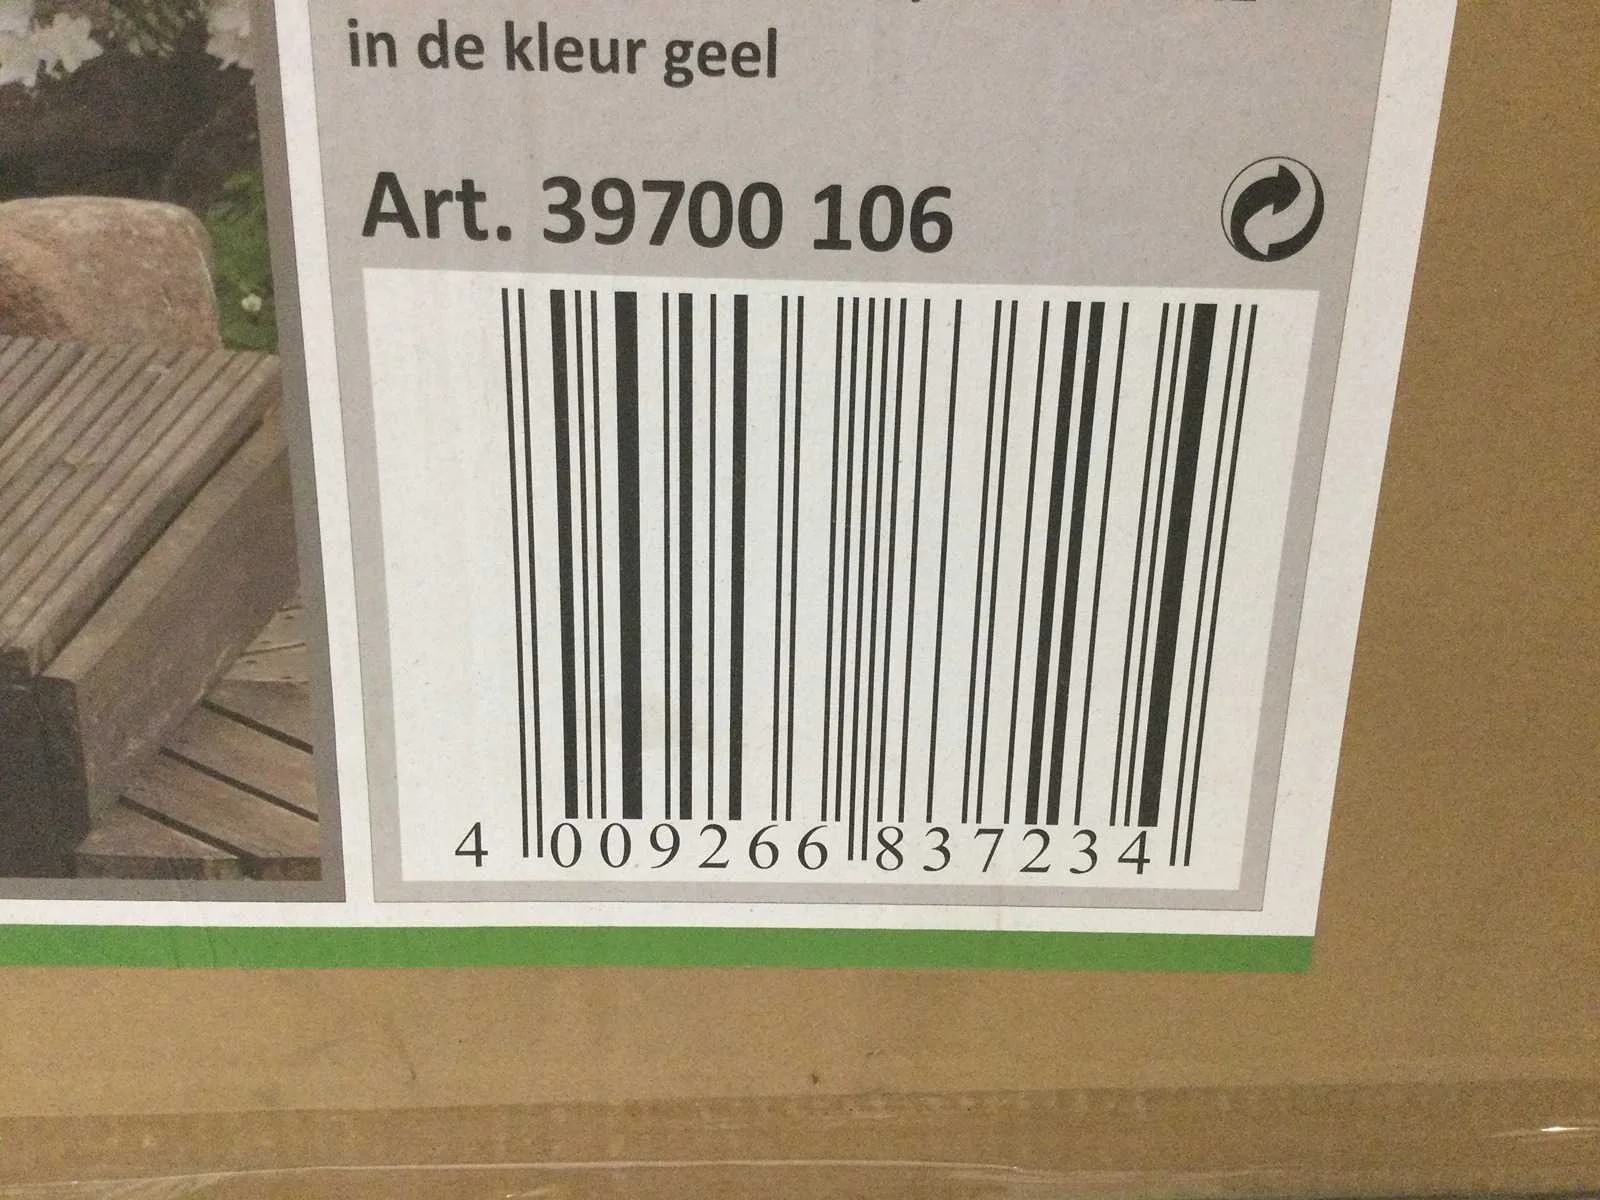 in de kleur geel
Art. 39700 106
4 009266 837234